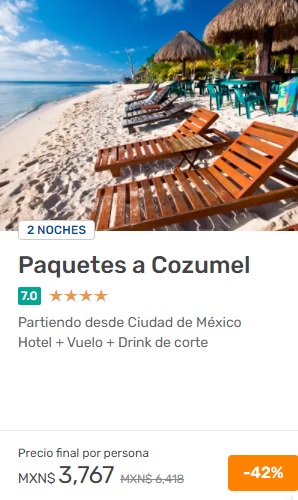 2 NOCHES
Paquetes a Cozumel
7.0
Partiendo desde Ciudad de México
Hotel + Vuelo + Drink de corte
Precio final por persona
MXN$ 3,767 MXN$ 6,418
-42%